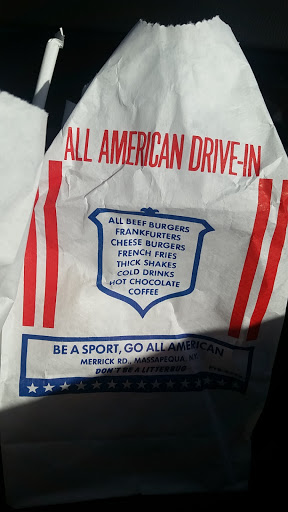 ALL AMERICAN DRIVE-IN
ALL BEEF BURGERS
FRANKFURTERS
CHEESE BURGERS
FRENCH FRIES
THICK SHAKES
COLD DRINKS
HOT CHOCOLATE
COFFEE
BE A SPORT, GO ALL AMERICAN
MERRICK RD., MASSAPEQUA, N.Y.
DON'T BE A LITTERBUG